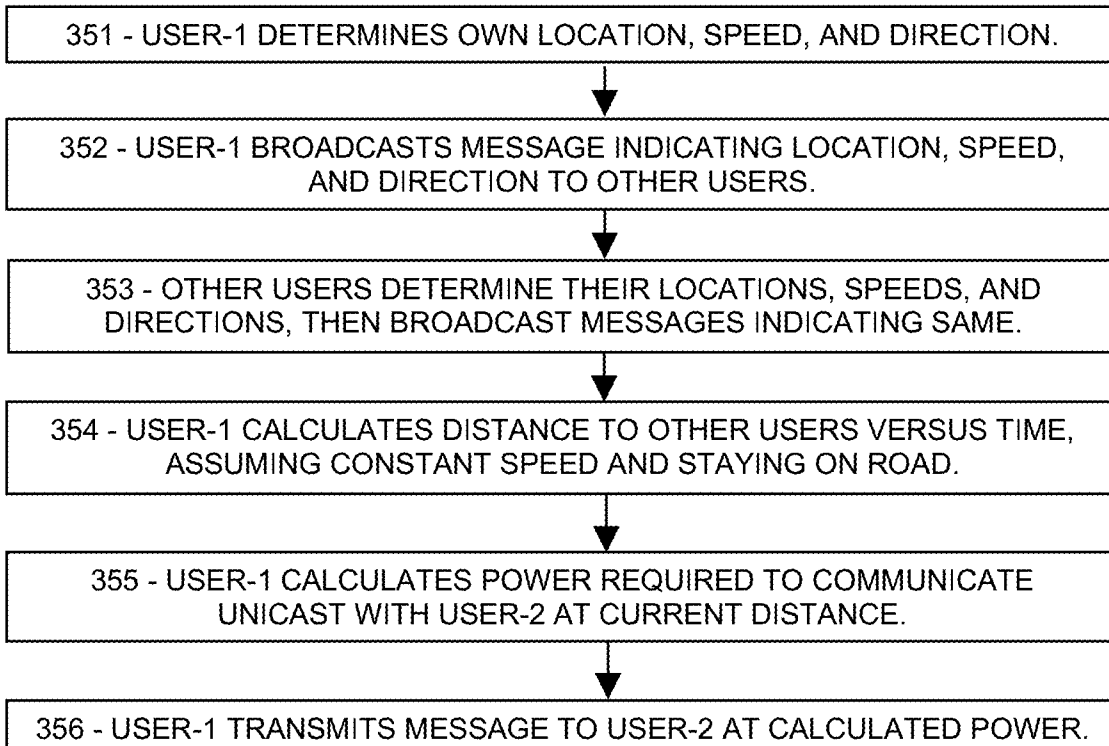 351 - USER-1 DETERMINES OWN LOCATION, SPEED, AND DIRECTION.
352 - USER-1 BROADCASTS MESSAGE INDICATING LOCATION, SPEED,
AND DIRECTION TO OTHER USERS.
353 - OTHER USERS DETERMINE THEIR LOCATIONS, SPEEDS, AND
DIRECTIONS, THEN BROADCAST MESSAGES INDICATING SAME.
354 - USER-1 CALCULATES DISTANCE TO OTHER USERS VERSUS TIME,
ASSUMING CONSTANT SPEED AND STAYING ON ROAD.
355 - USER-1 CALCULATES POWER REQUIRED TO COMMUNICATE
UNICAST WITH USER-2 AT CURRENT DISTANCE.
356 - USER-1 TRANSMITS MESSAGE TO USER-2 AT CALCULATED POWER.